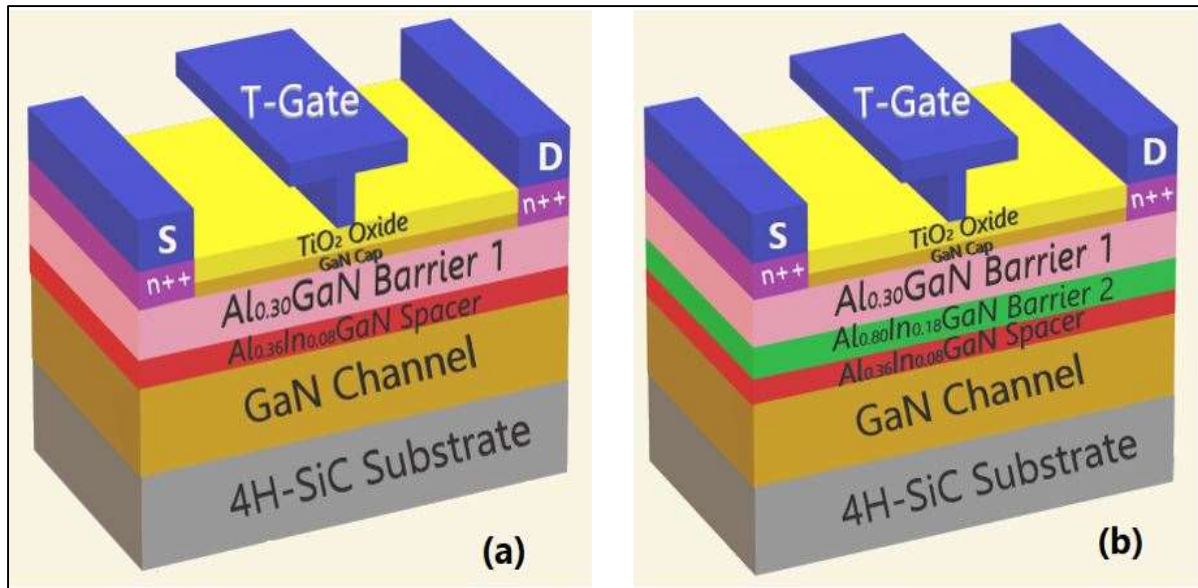 T-Gate
D
S
n++
n++
TiO₂ Oxide
GaN Cap
Al₀.₃₀GaN Barrier 1
Al₀.₃₆In₀.₀₈GaN Spacer
GaN Channel
4H-SiC Substrate
(a)
T-Gate
D
S
n++
n++
TiO₂ Oxide
GaN Cap
Al₀.₃₀GaN Barrier 1
Al₀.₈₀In₀.₁₈GaN Barrier 2
Al₀.₃₆In₀.₀₈GaN Spacer
GaN Channel
4H-SiC Substrate
(b)